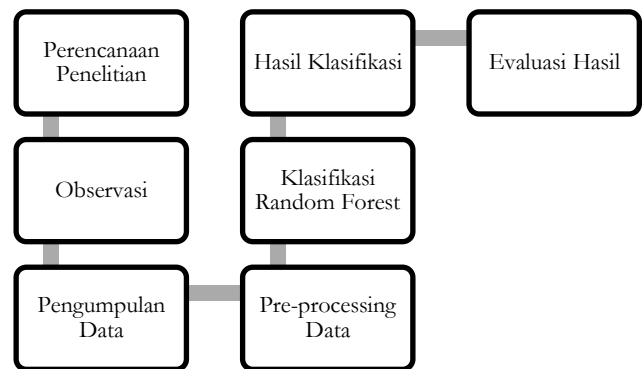 Perencanaan
Penelitian
Observasi
Pengumpulan
Data
Pre-processing
Data
Klasifikasi
Random Forest
Hasil Klasifikasi
Evaluasi Hasil